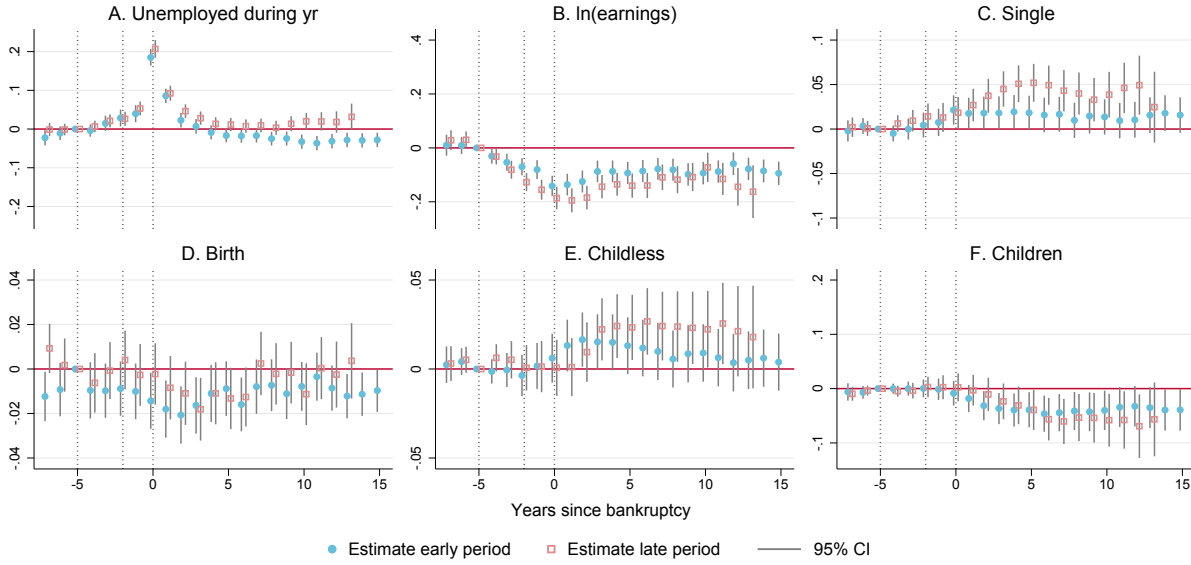 A. Unemployed during yr
B. ln(earnings)
C. Single
.2
.1
0
-.1
-.2
.4
.2
0
-.2
.1
.05
0
-.05
-.1
D. Birth
E. Childless
F. Children
.04
.02
0
-.02
-.04
.05
0
-.05
.2
.1
0
-.1
-5 0 5 10 15
-5 0 5 10 15
-5 0 5 10 15
Years since bankruptcy
Estimate early period Estimate late period 95% CI